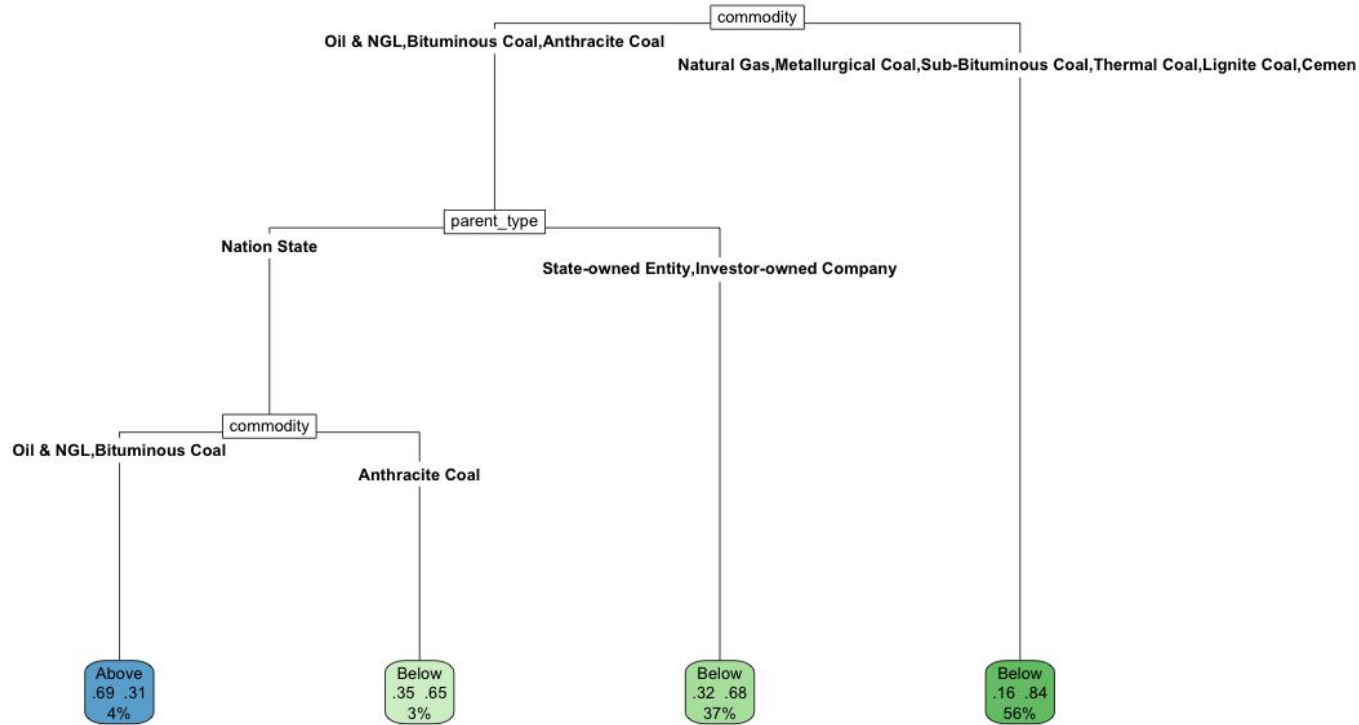 commodity
Oil & NGL,Bituminous Coal,Anthracite Coal
Natural Gas,Metallurgical Coal,Sub-Bituminous Coal,Thermal Coal,Lignite Coal,Cemen
parent_type
Nation State
State-owned Entity,Investor-owned Company
commodity
Oil & NGL,Bituminous Coal
Anthracite Coal
Above
.69 .31
4%
Below
.35 .65
3%
Below
.32 .68
37%
Below
.16 .84
56%